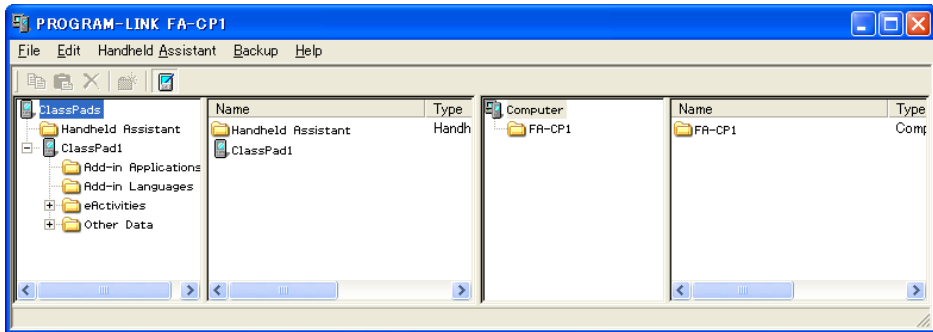 PROGRAM-LINK FA-CP1
File Edit Handheld Assistant Backup Help
ClassPads
Handheld Assistant
ClassPad1
Add-in Applications
Add-in Languages
eActivities
Other Data
Name Type
Handheld Assistant Handh
ClassPad1
Computer
FA-CP1
Name Type
FA-CP1 Comp